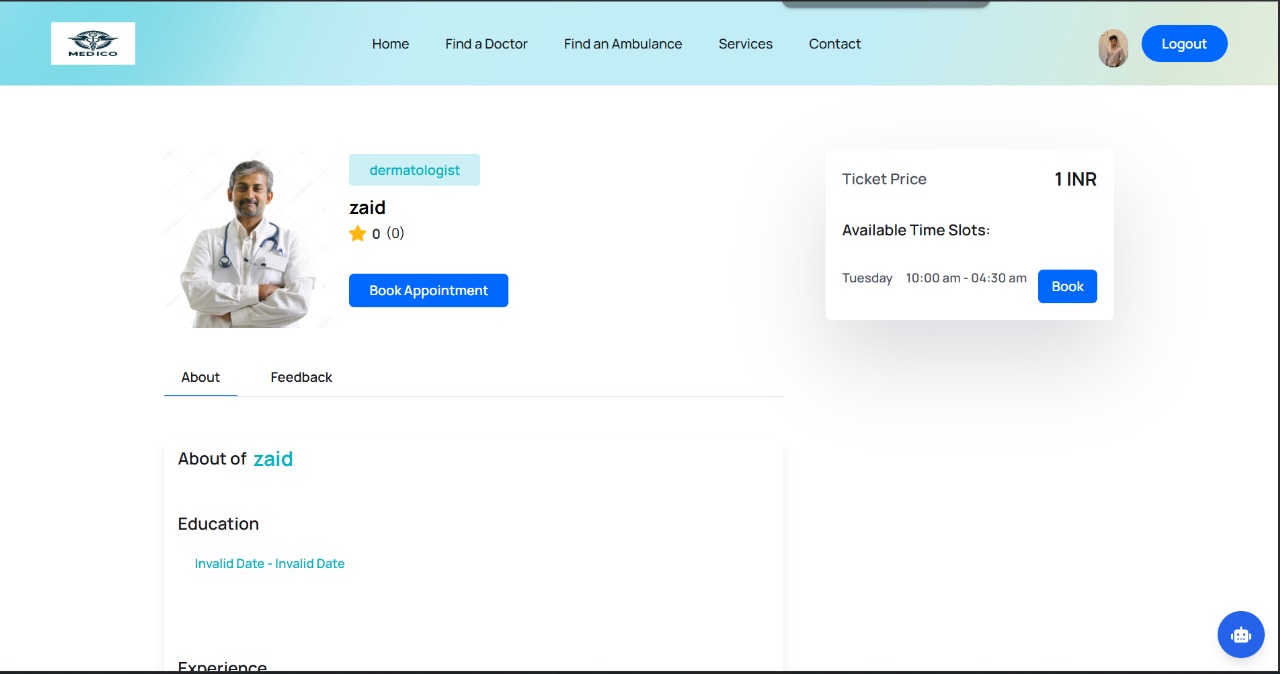 MEDICO
Home Find a Doctor Find an Ambulance Services Contact
Logout
dermatologist
zaid
0 (0)
Book Appointment
Ticket Price 1 INR
Available Time Slots:
Tuesday 10:00 am - 04:30 am Book
About Feedback
About of zaid
Education
Invalid Date - Invalid Date
Experience